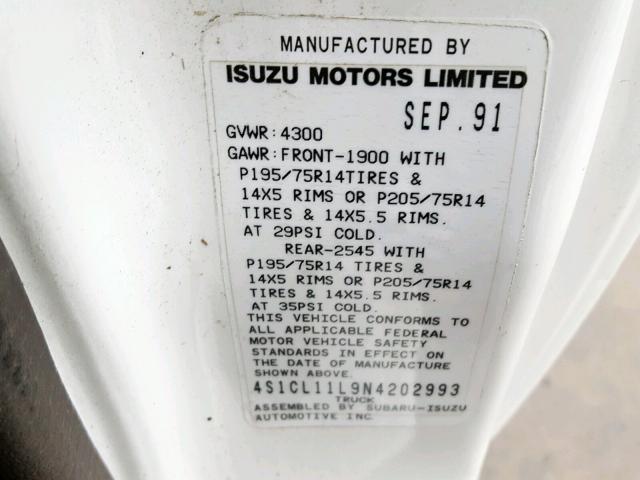 MANUFACTURED BY
ISUZU MOTORS LIMITED
SEP.91
GVWR:4300
GAWR:FRONT-1900 WITH
P195/75R14TIRES &
14X5 RIMS OR P205/75R14
TIRES & 14X5.5 RIMS.
AT 29PSI COLD.
REAR-2545 WITH
P195/75R14 TIRES &
14X5 RIMS OR P205/75R14
TIRES & 14X5.5 RIMS.
AT 35PSI COLD.
THIS VEHICLE CONFORMS TO
ALL APPLICABLE FEDERAL
MOTOR VEHICLE SAFETY
STANDARDS IN EFFECT ON
THE DATE OF MANUFACTURE
SHOWN ABOVE.
4S1CL11L9N4202993
TRUCK
ASSEMBLED BY SUBARU-ISUZU
AUTOMOTIVE INC.